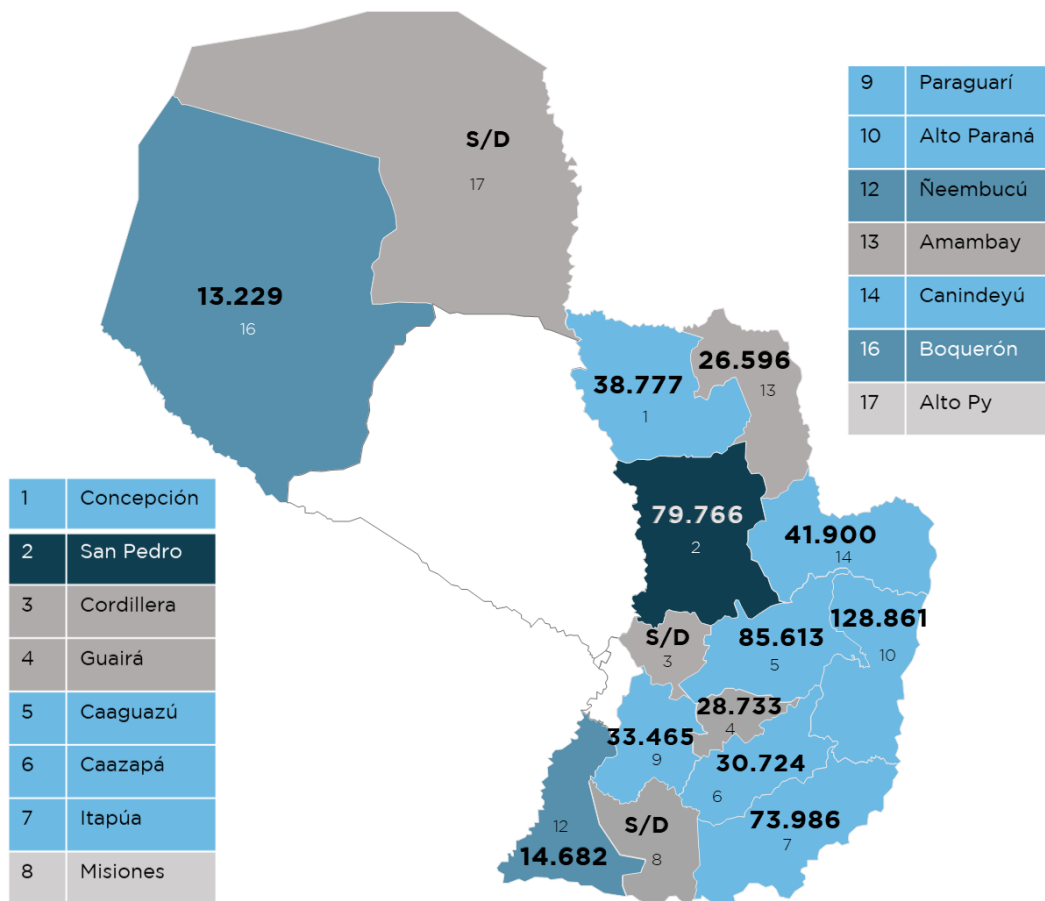 S/D
17
13.229
16
38.777
1
26.596
13
79.766
2
41.900
14
S/D
3
85.613
5
128.861
10
28.733
4
33.465
9
30.724
6
12
14.682
S/D
8
73.986
7
9 Paraguarí
10 Alto Paraná
12 Ñeembucú
13 Amambay
14 Canindeyú
16 Boquerón
17 Alto Py
1 Concepción
2 San Pedro
3 Cordillera
4 Guairá
5 Caaguazú
6 Caazapá
7 Itapúa
8 Misiones